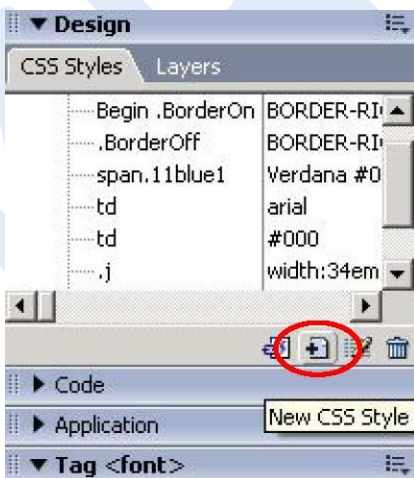 Design
CSS Styles Layers
Begin .BorderOn BORDER-RI
.BorderOff BORDER-RI
span.11blue1 Verdana #0
td arial
td #000
.j width:34em
Code
Application
New CSS Style
Tag <font>